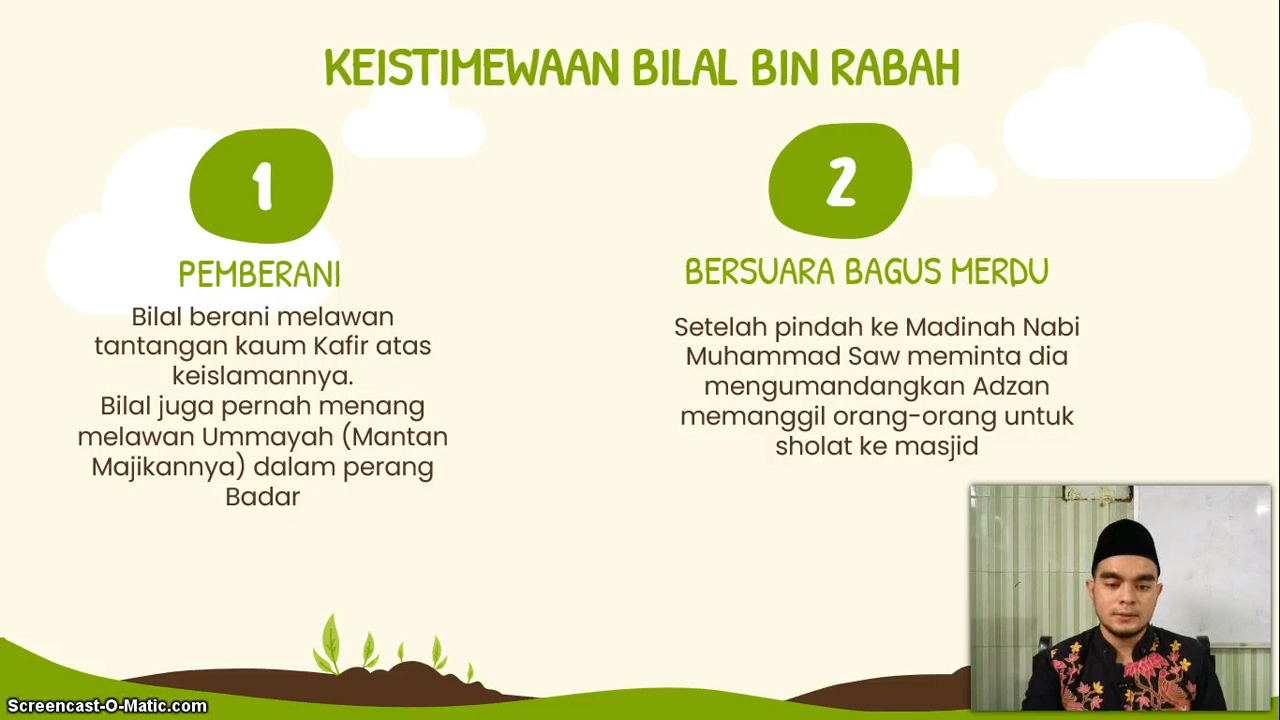 KEISTIMEWAAN BILAL BIN RABAH
1
PEMBERANI
Bilal berani melawan
tantangan kaum Kafir atas
keislamannya.
Bilal juga pernah menang
melawan Ummayah (Mantan
Majikannya) dalam perang
Badar
2
BERSUARA BAGUS MERDU
Setelah pindah ke Madinah Nabi
Muhammad Saw meminta dia
mengumandangkan Adzan
memanggil orang-orang untuk
sholat ke masjid
Screencast-O-Matic.com